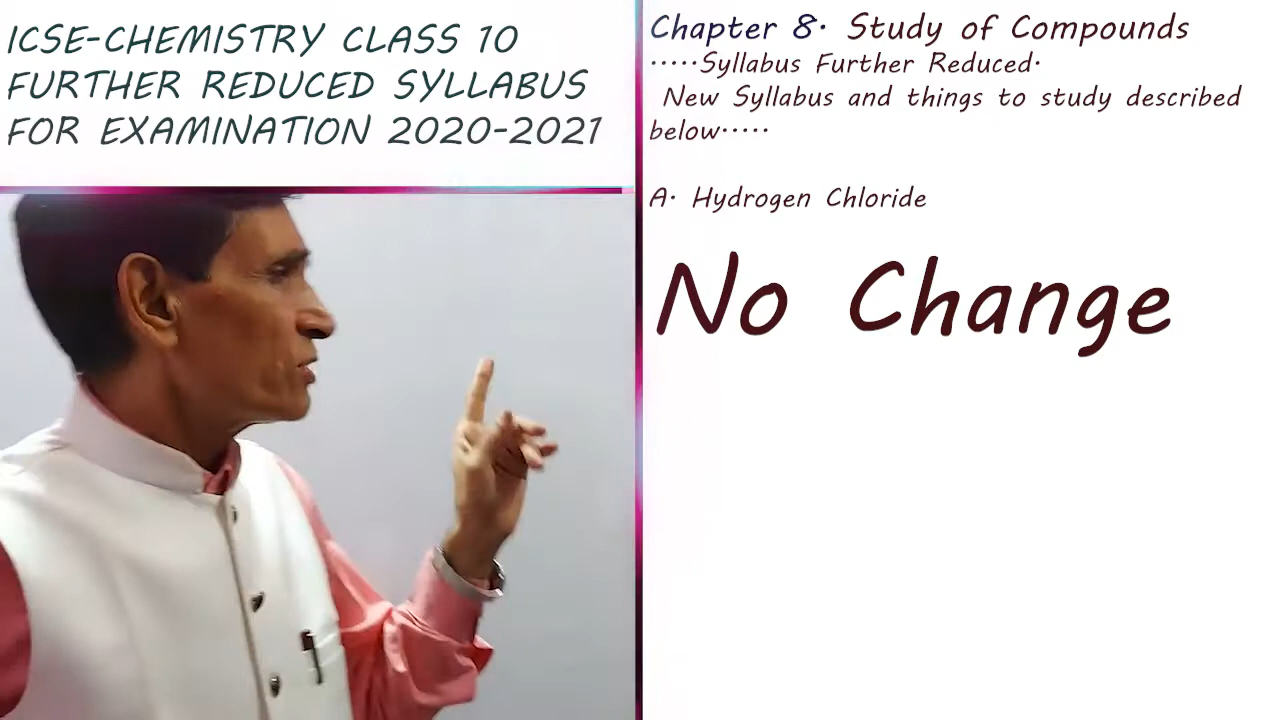 ICSE-CHEMISTRY CLASS 10
FURTHER REDUCED SYLLABUS
FOR EXAMINATION 2020-2021
Chapter 8. Study of Compounds
.....Syllabus Further Reduced.
New Syllabus and things to study described
below.....
A. Hydrogen Chloride
No Change